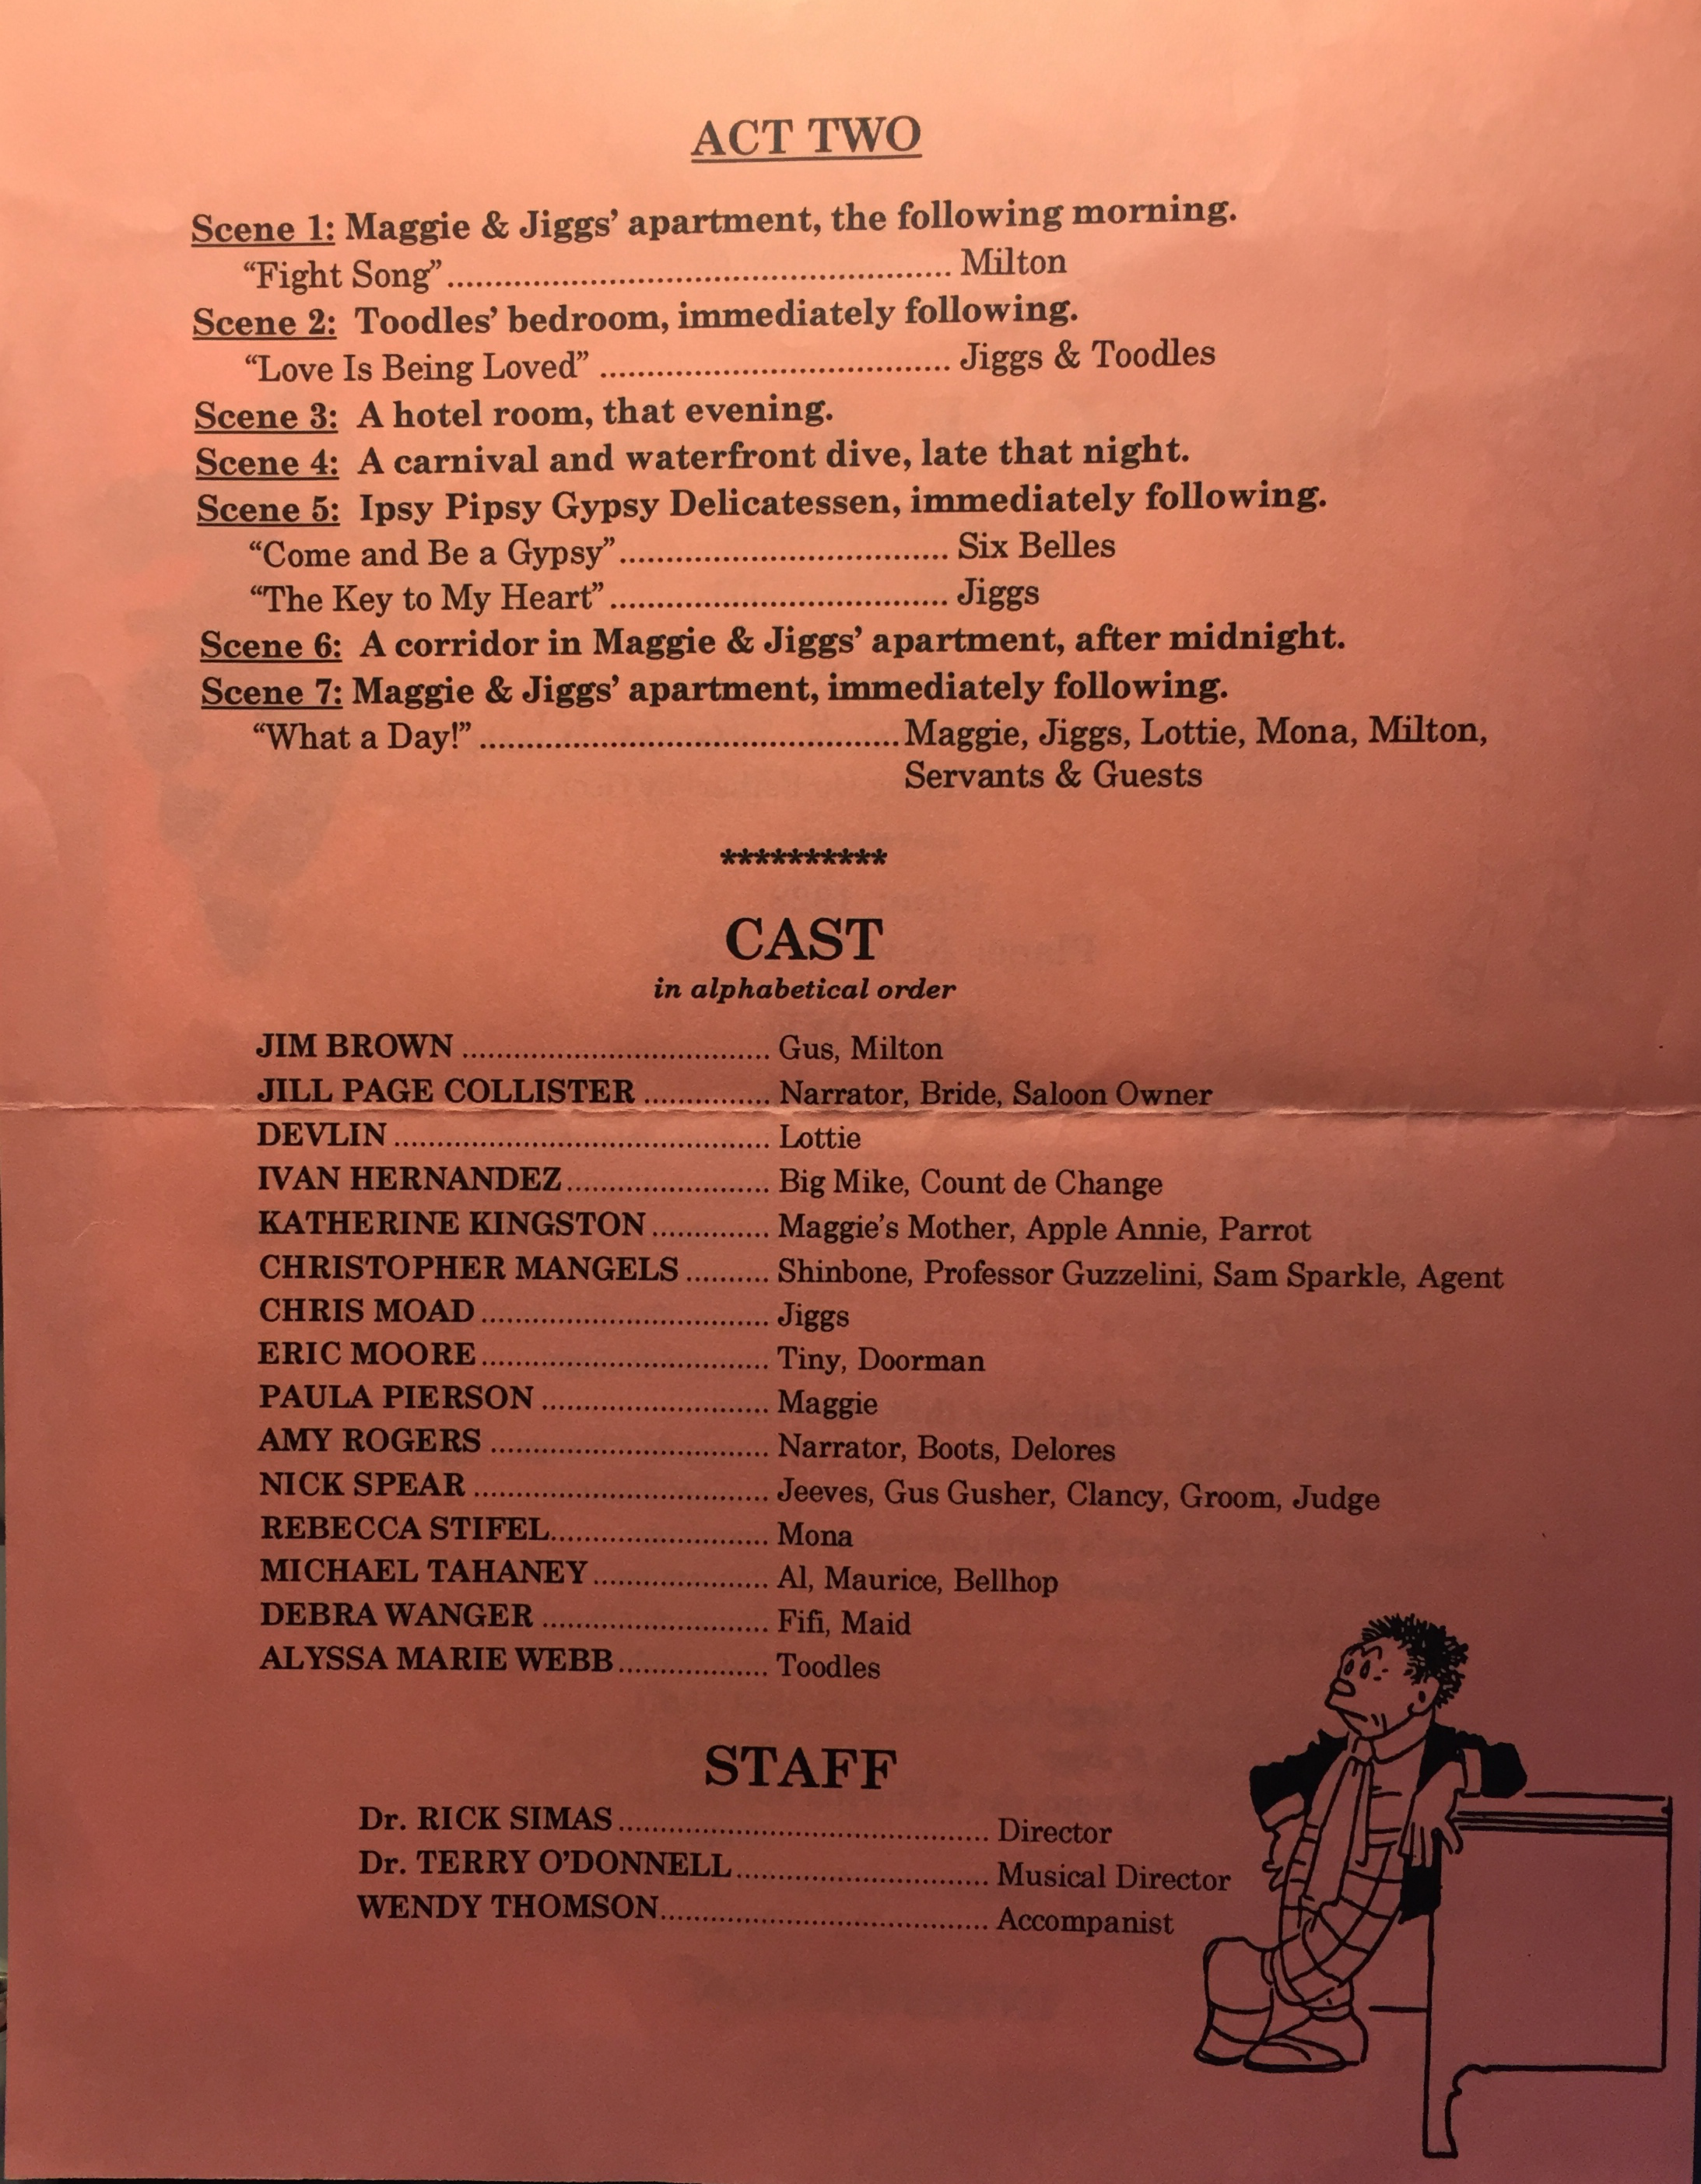 ACT TWO
Scene 1: Maggie & Jiggs' apartment, the following morning.
"Fight Song"...................................................... Milton
Scene 2: Toodles' bedroom, immediately following.
"Love Is Being Loved" ..................................... Jiggs & Toodles
Scene 3: A hotel room, that evening.
Scene 4: A carnival and waterfront dive, late that night.
Scene 5: Ipsy Pipsy Gypsy Delicatessen, immediately following.
"Come and Be a Gypsy"................................... Six Belles
"The Key to My Heart".................................... Jiggs
Scene 6: A corridor in Maggie & Jiggs' apartment, after midnight.
Scene 7: Maggie & Jiggs' apartment, immediately following.
"What a Day!" .............................................Maggie, Jiggs, Lottie, Mona, Milton,
Servants & Guests
**********
CAST
in alphabetical order
JIM BROWN .................................... Gus, Milton
JILL PAGE COLLISTER ............... Narrator, Bride, Saloon Owner
DEVLIN ............................................ Lottie
IVAN HERNANDEZ........................ Big Mike, Count de Change
KATHERINE KINGSTON .............. Maggie's Mother, Apple Annie, Parrot
CHRISTOPHER MANGELS .......... Shinbone, Professor Guzzelini, Sam Sparkle, Agent
CHRIS MOAD .................................. Jiggs
ERIC MOORE.................................. Tiny, Doorman
PAULA PIERSON ........................... Maggie
AMY ROGERS ................................. Narrator, Boots, Delores
NICK SPEAR ................................... Jeeves, Gus Gusher, Clancy, Groom, Judge
REBECCA STIFEL.......................... Mona
MICHAEL TAHANEY ..................... Al, Maurice, Bellhop
DEBRA WANGER ........................... Fifi, Maid
ALYSSA MARIE WEBB.................. Toodles
STAFF
Dr. RICK SIMAS ............................................ Director
Dr. TERRY O'DONNELL.............................. Musical Director
WENDY THOMSON....................................... Accompanist